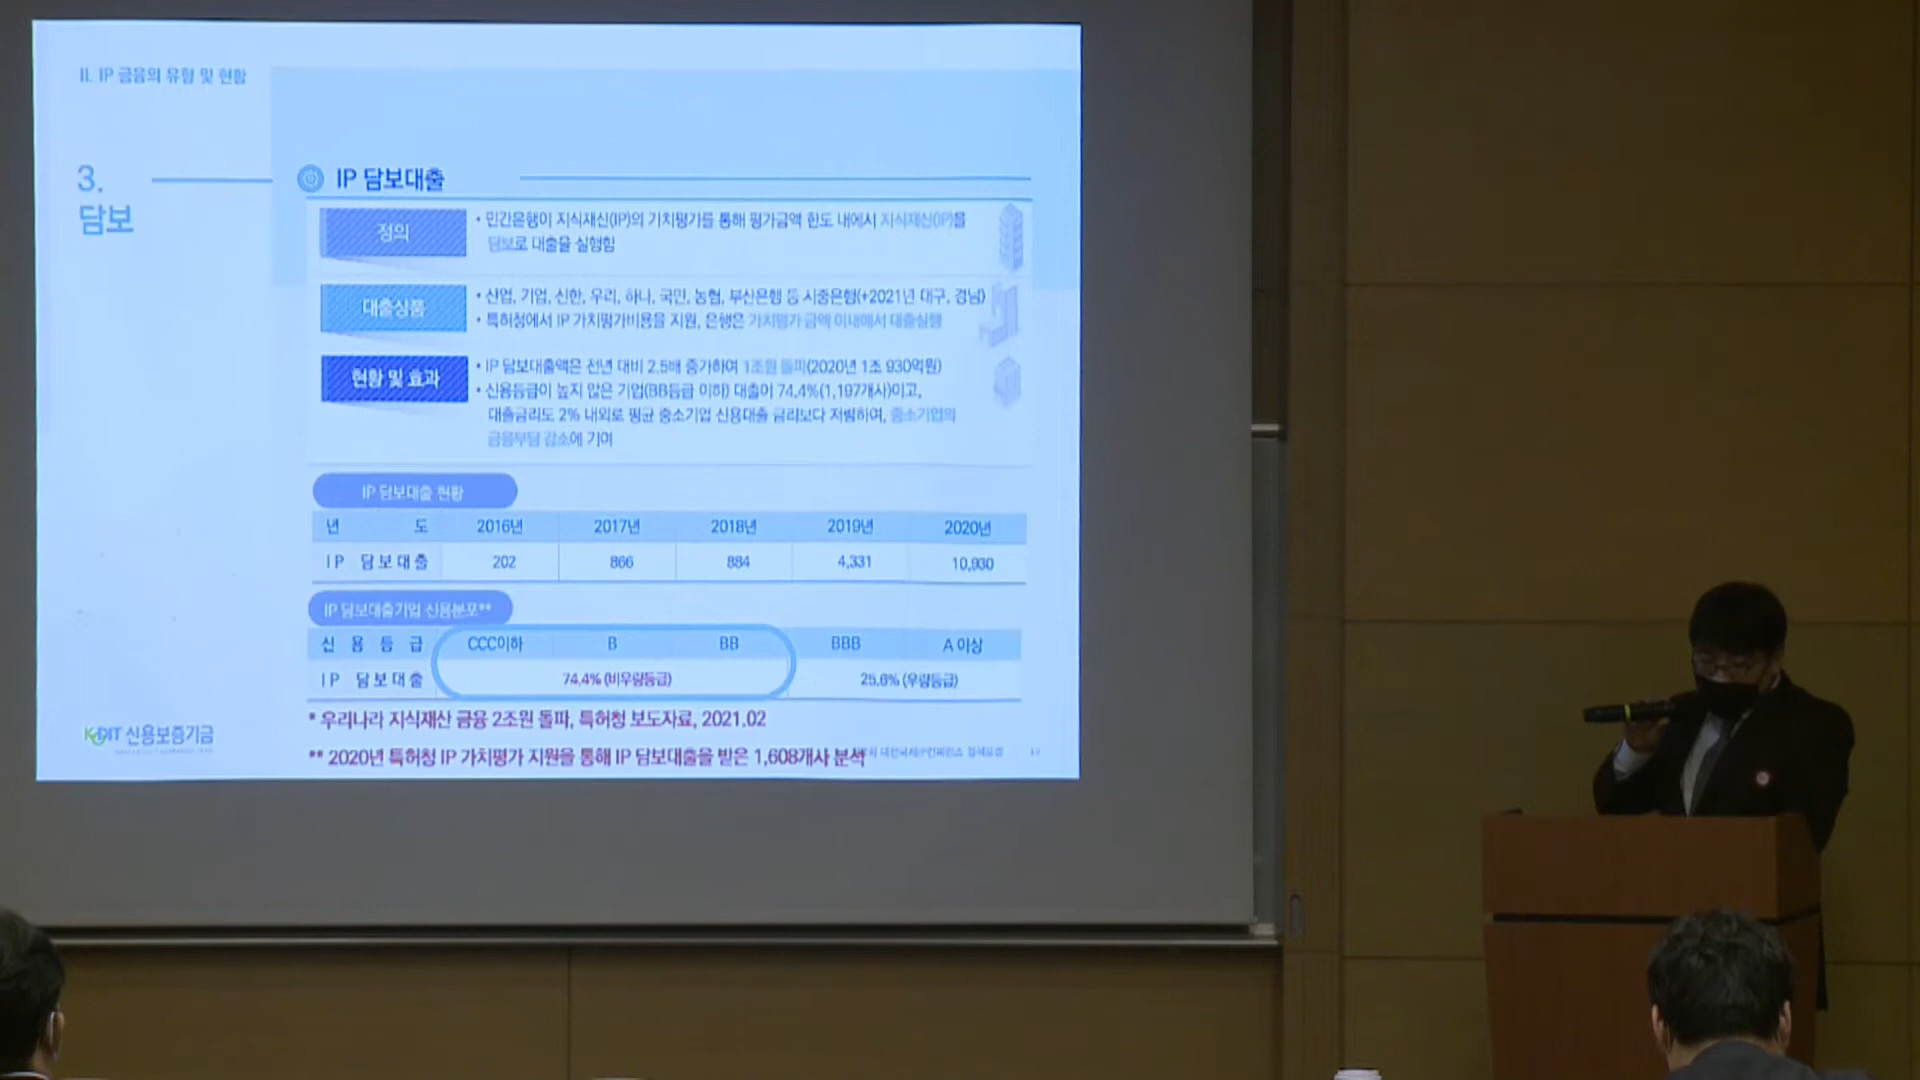 II. IP 금융의 유형 및 현황
3.
담보
IP 담보대출
정의
• 민간은행이 지식재산(IP)의 가치평가를 통해 평가금액 한도 내에서 지식재산(IP)을
담보로 대출을 실행함
대출상품
• 산업, 기업, 신한, 우리, 하나, 국민, 농협, 부산은행 등 시중은행(+2021년 대구, 경남)
• 특허청에서 IP 가치평가비용을 지원, 은행은 가치평가 금액 이내에서 대출실행
현황 및 효과
• IP 담보대출액은 전년 대비 2.5배 증가하여 1조원 돌파(2020년 1조 930억원)
• 신용등급이 높지 않은 기업(BB등급 이하) 대출이 74.4%(1,197개사)이고,
대출금리도 2% 내외로 평균 중소기업 신용대출 금리보다 저렴하여, 중소기업의
금융부담 감소에 기여
IP 담보대출 현황
년 도 2016년 2017년 2018년 2019년 2020년
IP 담보대출 202 866 884 4,331 10,930
IP 담보대출기업 신용분포**
신용등급 CCC이하 B BB BBB A 이상
IP 담보대출 74.4% (비우량등급) 25.6% (우량등급)
* 우리나라 지식재산 금융 2조원 돌파, 특허청 보도자료, 2021.02
** 2020년 특허청 IP 가치평가 지원을 통해 IP 담보대출을 받은 1,608개사 분석
KODIT 신용보증기금